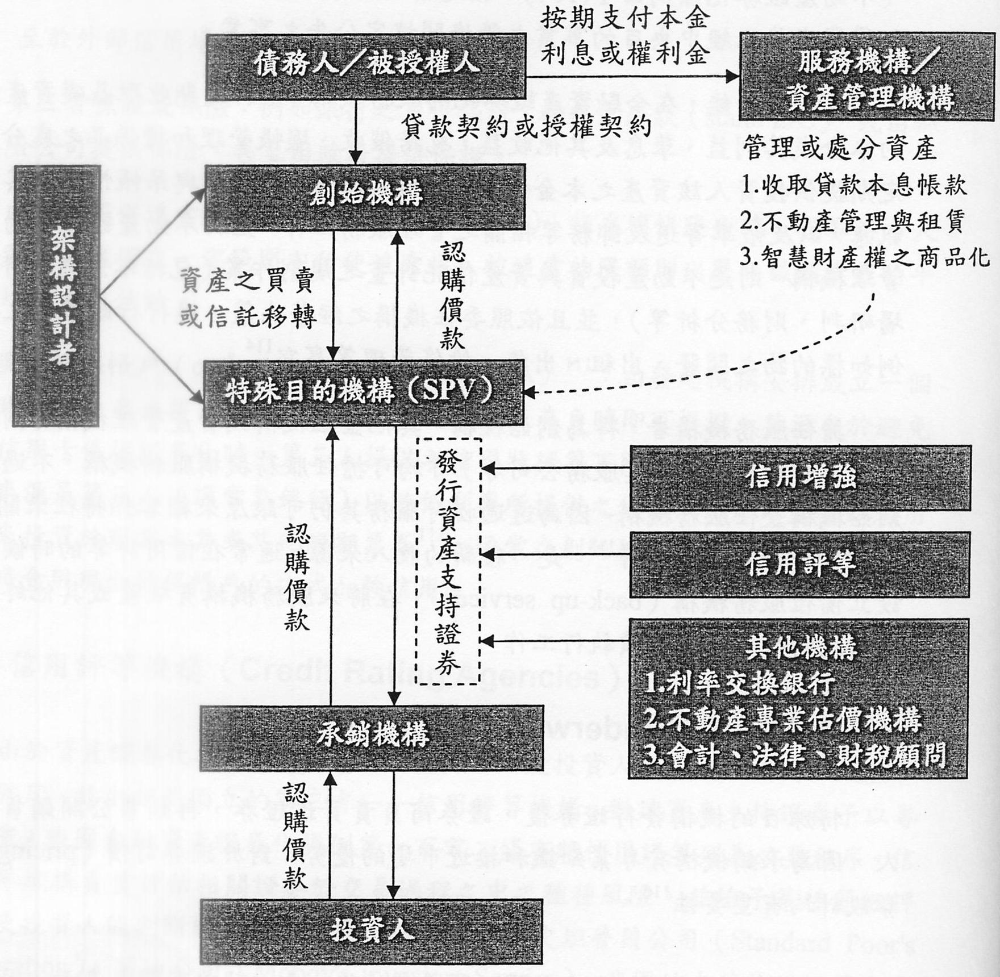 按期支付本金
利息或權利金
債務人／被授權人
服務機構／
資產管理機構
貸款契約或授權契約
管理或處分資產
1.收取貸款本息帳款
2.不動產管理與租賃
3.智慧財產權之商品化
架構設計者
創始機構
資產之買賣
或信託移轉
認購價款
特殊目的機構（SPV）
認購價款
發行資產支持證券
信用增強
信用評等
其他機構
1.利率交換銀行
2.不動產專業估價機構
3.會計、法律、財稅顧問
承銷機構
認購價款
投資人